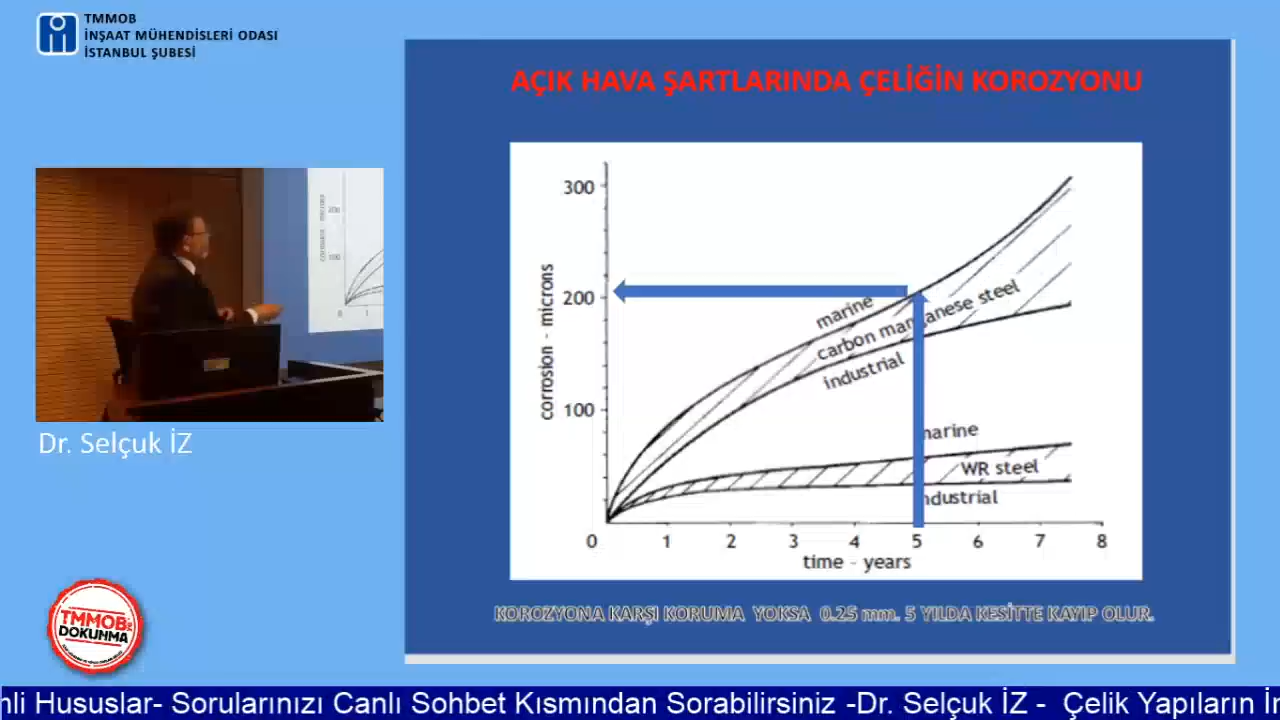 TMMOB
İNŞAAT MÜHENDİSLERİ ODASI
İSTANBUL ŞUBESİ
AÇIK HAVA ŞARTLARINDA ÇELİĞİN KOROZYONU
300
200
100
corrosion - microns
marine
carbon manganese steel
industrial
marine
WR steel
industrial
0 1 2 3 4 5 6 7 8
time - years
KOROZYONA KARŞI KORUMA YOKSA 0.25 mm. 5 YILDA KESİTTE KAYIP OLUR.
Dr. Selçuk İZ
TMMOB
DOKUNMA
nli Hususlar- Sorularınızı Canlı Sohbet Kısmından Sorabilirsiniz -Dr. Selçuk İZ - Çelik Yapıların İn